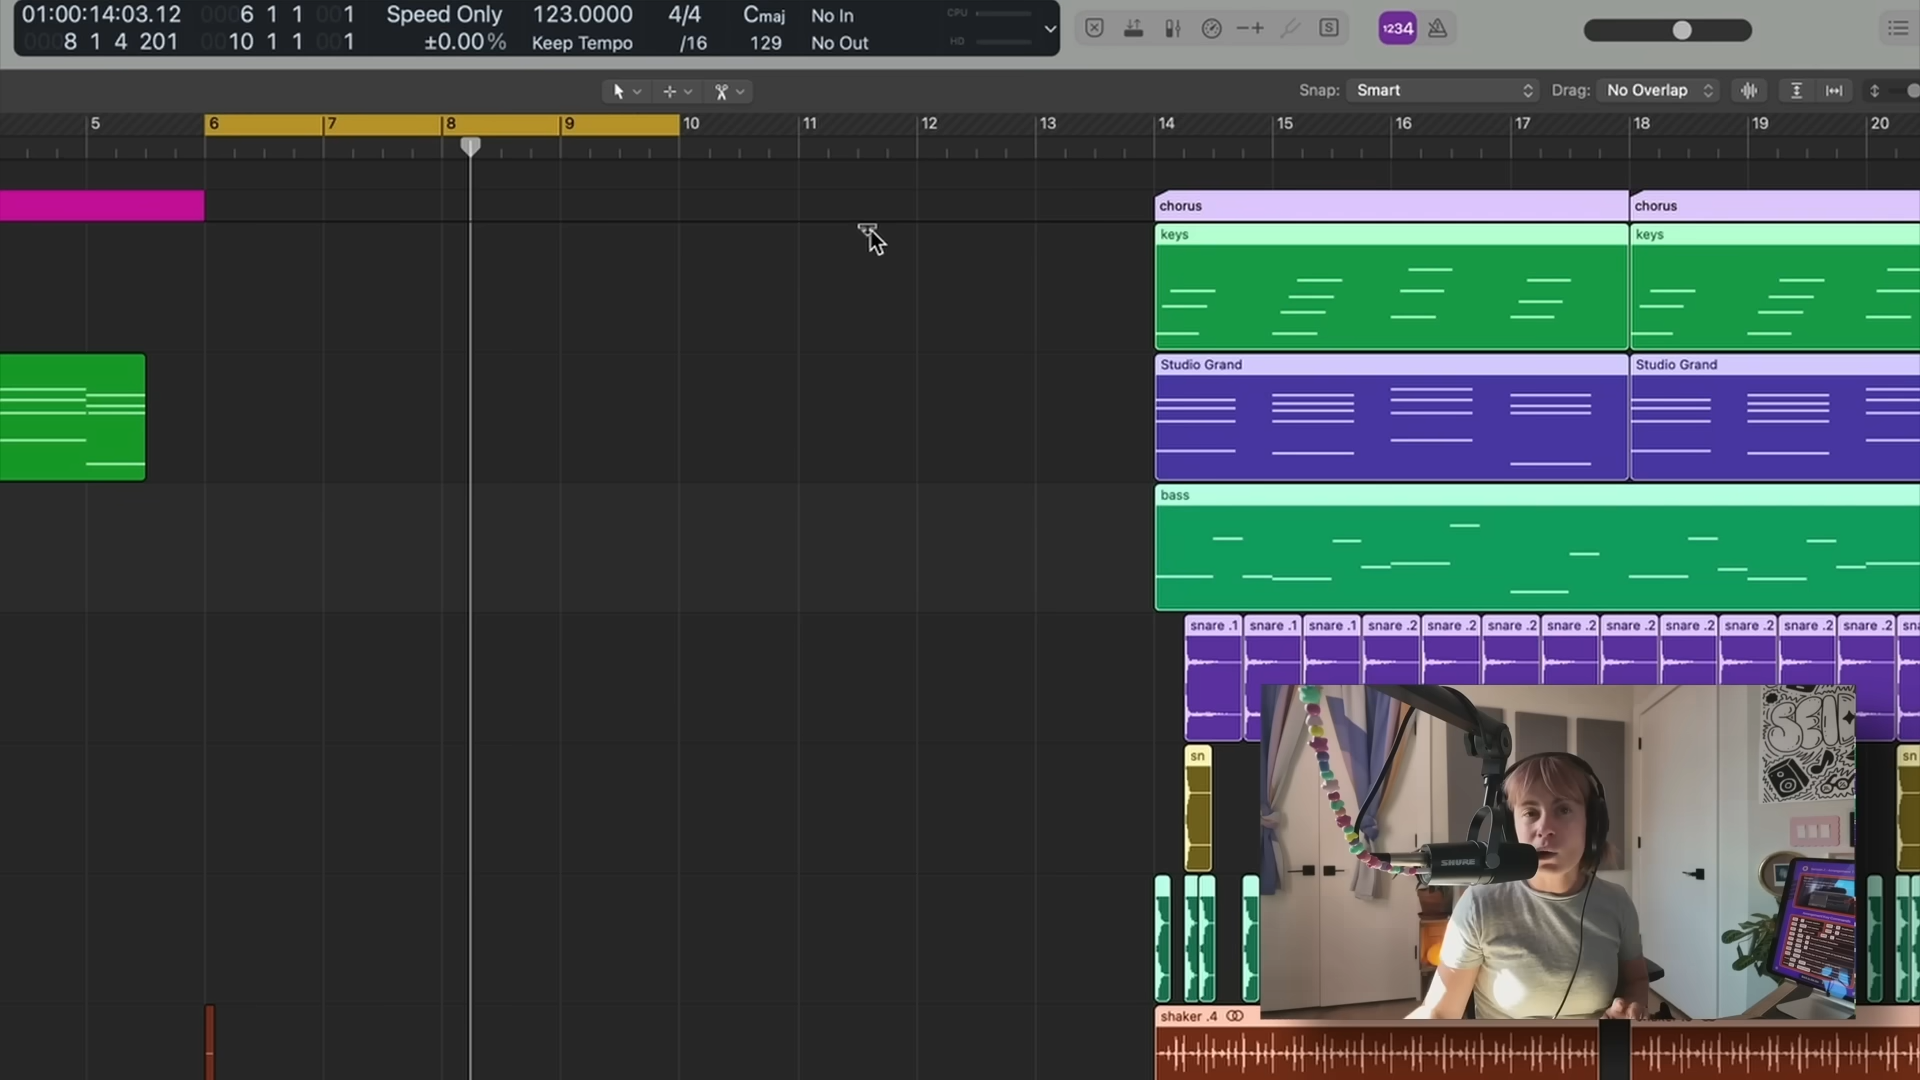 01:00:14:03.12 0006 1 1 001 Speed Only 123.0000 4/4 Cmaj No In CPU
0008 1 4 201 0010 1 1 001 ±0.00% Keep Tempo /16 129 No Out HD
1234
S
Snap: Smart Drag: No Overlap
5 6 7 8 9 10 11 12 13 14 15 16 17 18 19 20
chorus chorus
keys keys
Studio Grand Studio Grand
bass
snare .1 snare .1 snare .1 snare .2 snare .2 snare .2 snare .2 snare .2 snare .2 snare .2 snare .2 snare .2 sna
sn sn
SHURE
shaker .4